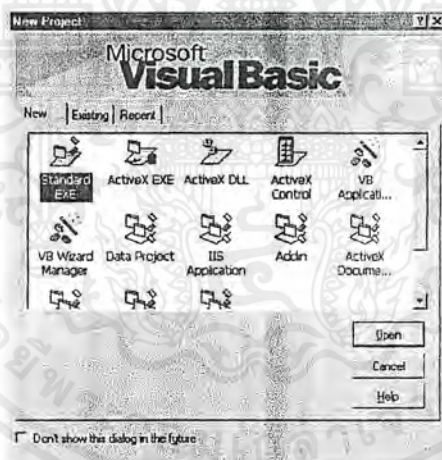 New Project
Microsoft
Visual Basic
New Existing Recent
Standard EXE
ActiveX EXE
ActiveX DLL
ActiveX Control
VB Applicati...
VB Wizard Manager
Data Project
IIS Application
Addin
ActiveX Docume...
Open
Cancel
Help
Don't show this dialog in the future